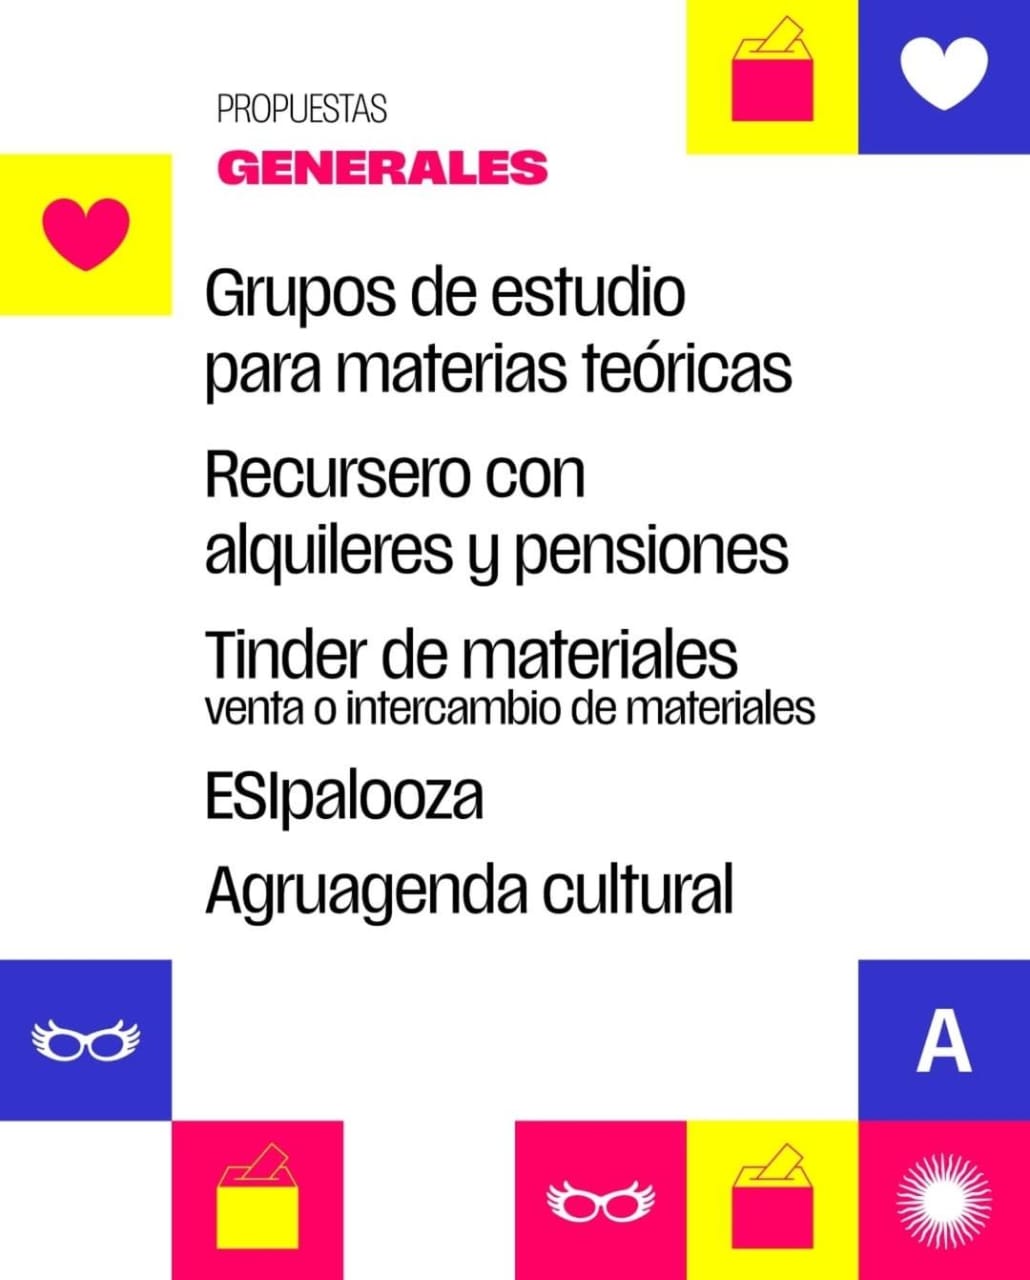 PROPUESTAS
GENERALES
Grupos de estudio
para materias teóricas
Recursero con
alquileres y pensiones
Tinder de materiales
venta o intercambio de materiales
ESIpalooza
Agruagenda cultural
A